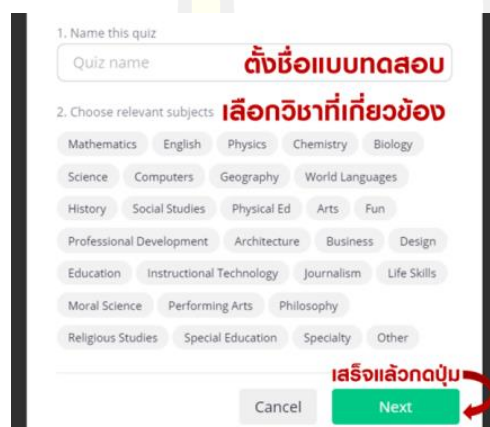 1. Name this quiz
Quiz name ตั้งชื่อแบบทดสอบ
2. Choose relevant subjects เลือกวิชาที่เกี่ยวข้อง
Mathematics English Physics Chemistry Biology
Science Computers Geography World Languages
History Social Studies Physical Ed Arts Fun
Professional Development Architecture Business Design
Education Instructional Technology Journalism Life Skills
Moral Science Performing Arts Philosophy
Religious Studies Special Education Specialty Other
เสร็จแล้วกดปุ่ม
Cancel Next